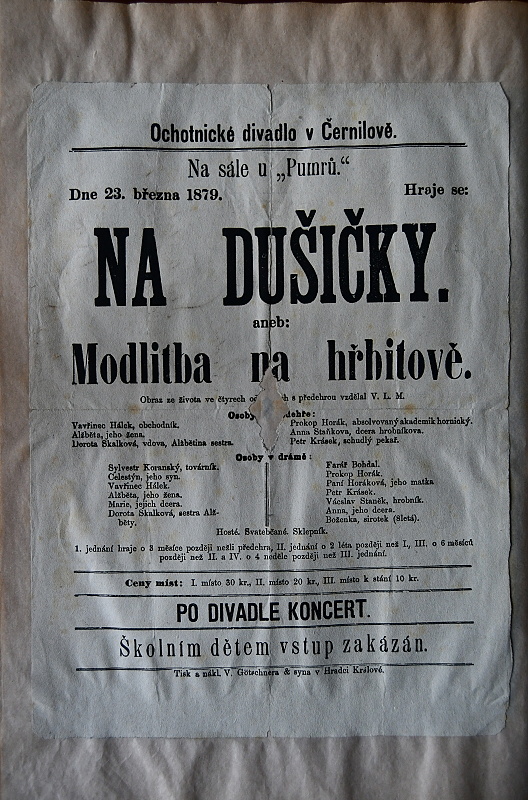 Ochotnické divadlo v Černilově.
Na sále u „Pumrů.“
Dne 23. března 1879. Hraje se:
NA DUŠIČKY.
aneb:
Modlitba na hřbitově.
Obraz ze života ve čtyrech s předehrou vzdělal V. L. M.
Osoby
Vavřinec Hálek, obchodník.
Alžběta, jeho žena.
Dorota Skalková, vdova, Alžbětina sestra.
Prokop Horák, absolvovaný akademik hornický.
Anna Staňkova, dcera hrobníkova.
Petr Krásek, schudlý pekař.
Osoby v drámě:
Sylvestr Koranský, továrník.
Celestýn, jeho syn.
Vavřinec Hálek.
Alžběta, jeho žena.
Marie, jejich dcera.
Dorota Skalková, sestra Alž-
běty.
Farář Bohdal.
Prokop Horák.
Paní Horáková, jeho matka
Petr Krásek.
Václav Staněk, hrobník.
Anna, jeho dcera.
Boženka, sirotek (8letá).
Hosté. Svatebčané. Sklepník.
1. jednání hraje o 3 měsíce později nežli předehra, II. jednání o 2 léta později než I., III. o 6 měsíců
později než II. a IV. o 4 neděle později než III. jednání.
Ceny míst: I. místo 30 kr., II. místo 20 kr., III. místo k stání 10 kr.
PO DIVADLE KONCERT.
Školním dětem vstup zakázán.
Tisk a nákl. V. Götschnera & syna v Hradci Králové.